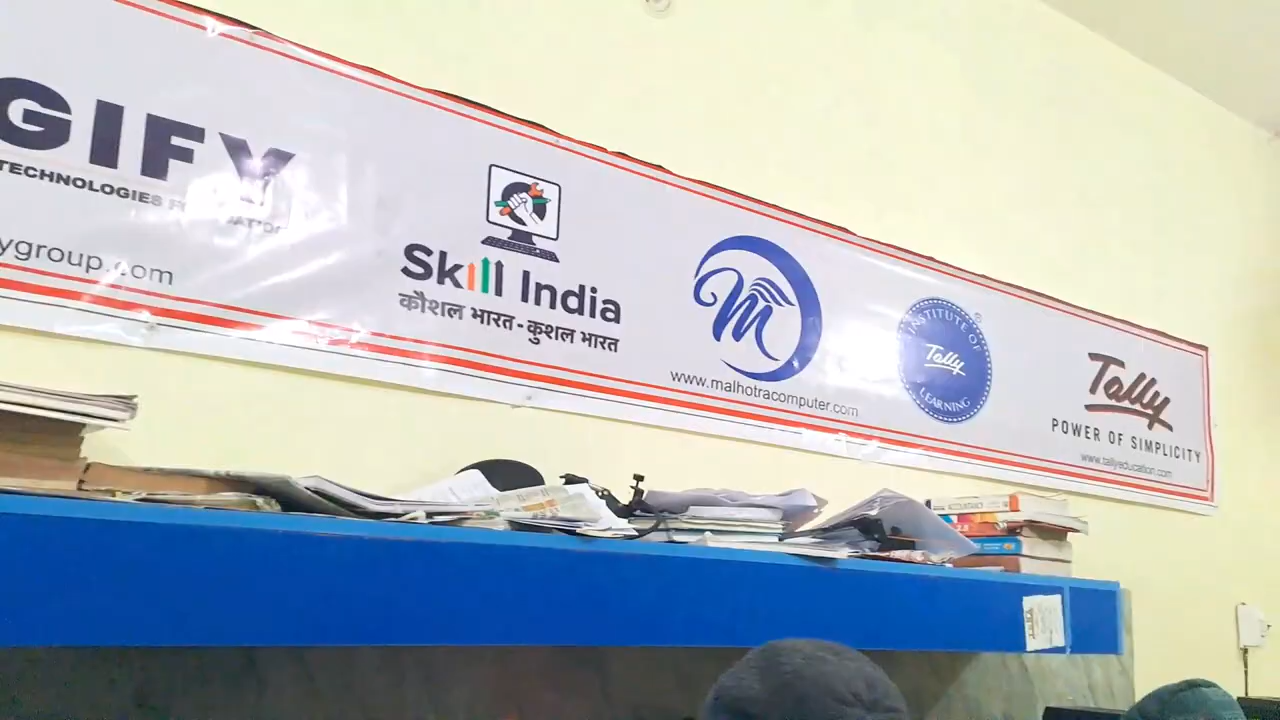 GIFY
TECHNOLOGIES
ygroup.com
Skill India
कौशल भारत - कुशल भारत
M
www.malhotracomputer.com
INSTITUTE OF
Tally
LEARNING
®
Tally
POWER OF SIMPLICITY
www.tallyeducation.com
ACCOUNTANCY